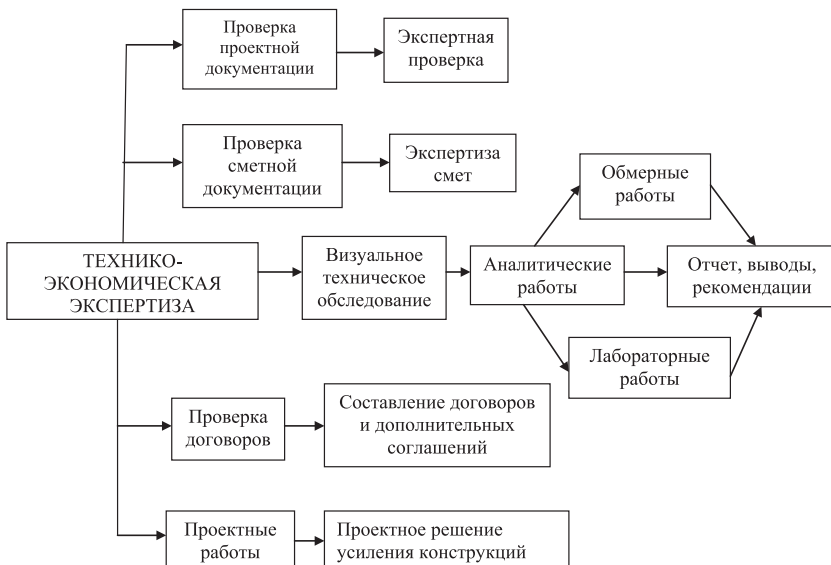 Проверка
проектной
документации
Экспертная
проверка
Проверка
сметной
документации
Экспертиза
смет
Обмерные
работы
ТЕХНИКО-
ЭКОНОМИЧЕСКАЯ
ЭКСПЕРТИЗА
Визуальное
техническое
обследование
Аналитические
работы
Отчет, выводы,
рекомендации
Лабораторные
работы
Проверка
договоров
Составление договоров
и дополнительных
соглашений
Проектные
работы
Проектное решение
усиления конструкций